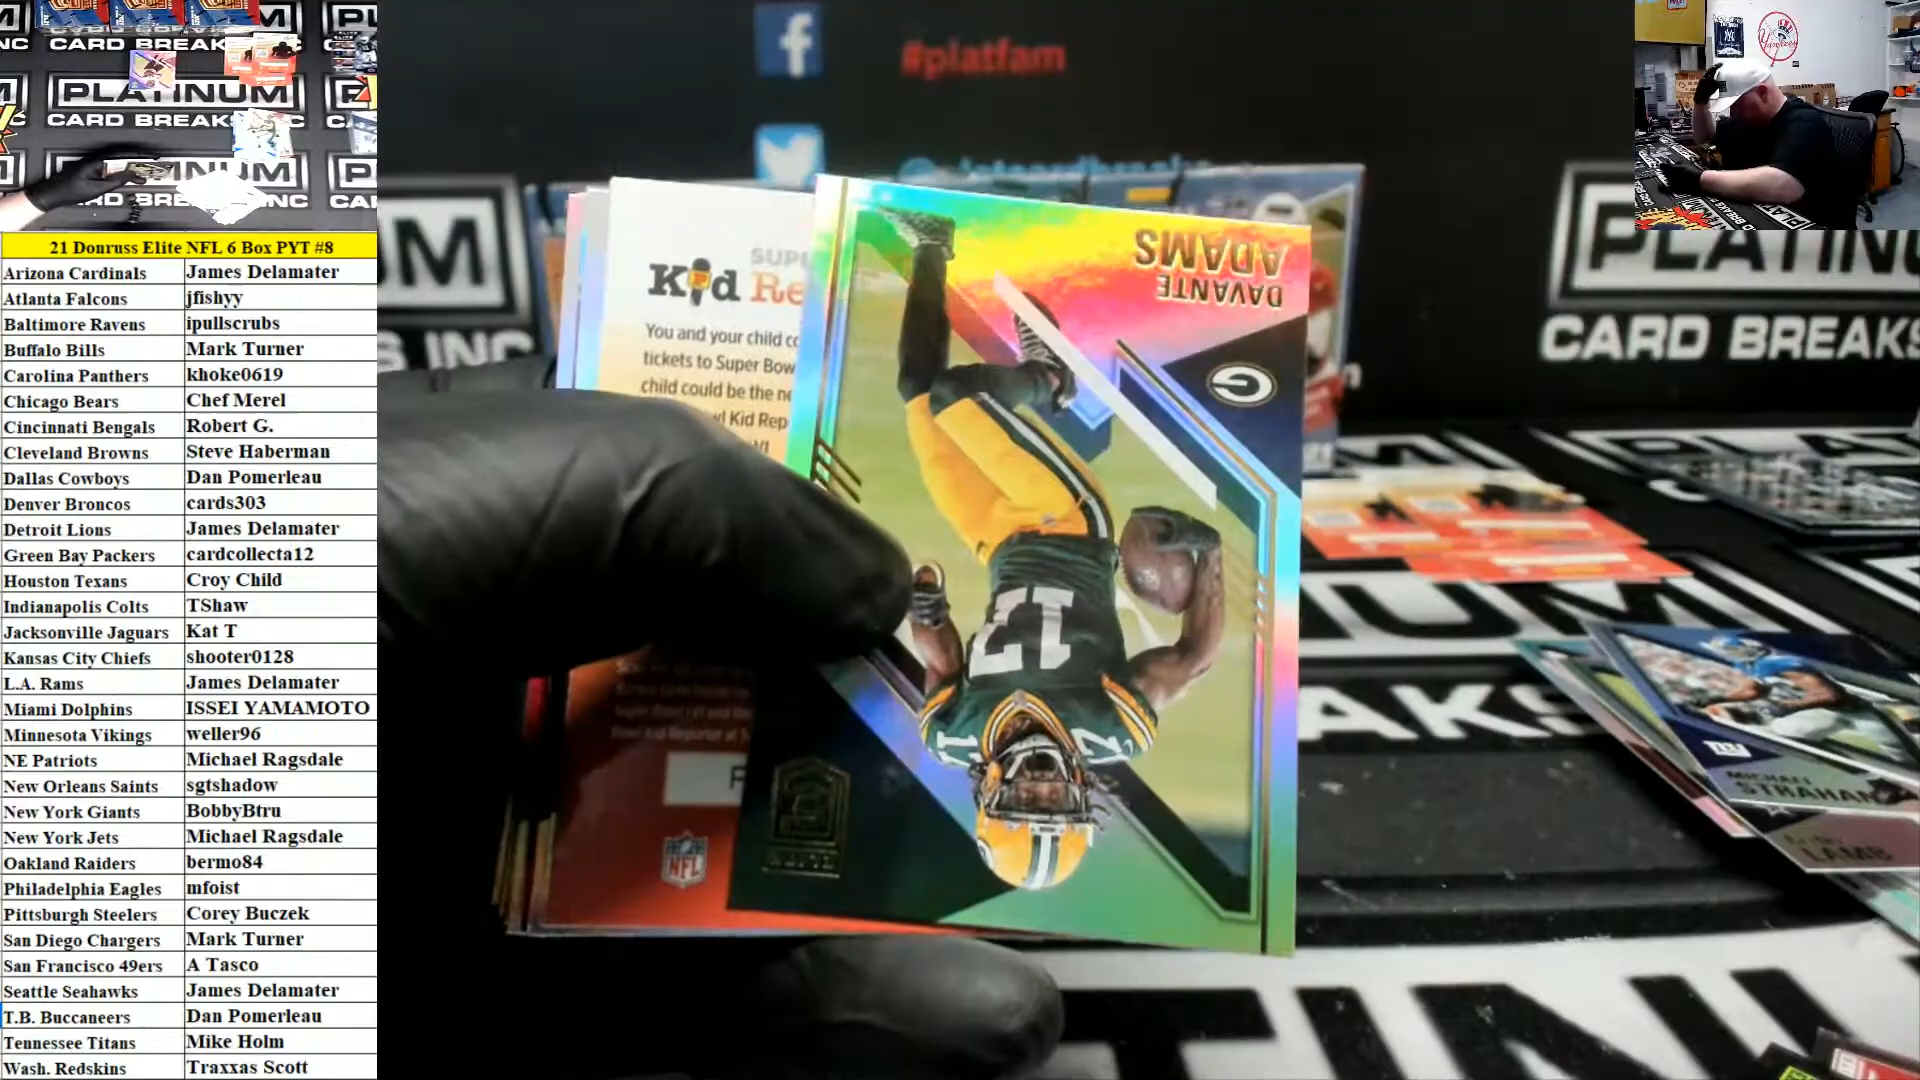 21 Donruss Elite NFL 6 Box PYT #8
Arizona Cardinals James Delamater
Atlanta Falcons jfishyy
Baltimore Ravens ipullscrubs
Buffalo Bills Mark Turner
Carolina Panthers khoke0619
Chicago Bears Chef Merel
Cincinnati Bengals Robert G.
Cleveland Browns Steve Haberman
Dallas Cowboys Dan Pomerleau
Denver Broncos cards303
Detroit Lions James Delamater
Green Bay Packers cardcollecta12
Houston Texans Croy Child
Indianapolis Colts TShaw
Jacksonville Jaguars Kat T
Kansas City Chiefs shooter0128
L.A. Rams James Delamater
Miami Dolphins ISSEI YAMAMOTO
Minnesota Vikings weller96
NE Patriots Michael Ragsdale
New Orleans Saints sgtshadow
New York Giants BobbyBtru
New York Jets Michael Ragsdale
Oakland Raiders bermo84
Philadelphia Eagles mfoist
Pittsburgh Steelers Corey Buczek
San Diego Chargers Mark Turner
San Francisco 49ers A Tasco
Seattle Seahawks James Delamater
T.B. Buccaneers Dan Pomerleau
Tennessee Titans Mike Holm
Wash. Redskins Traxxas Scott
PLATINUM
CARD BREAKS
#platfam
Kid Re
You and your child
tickets to Super Bow
child could be the
Kid Rep
DAVANTE
ADAMS
G
17
NFL
PLATINU
CARD BREAKS
MICHAEL
STRAHAN
LAMB
Yankees